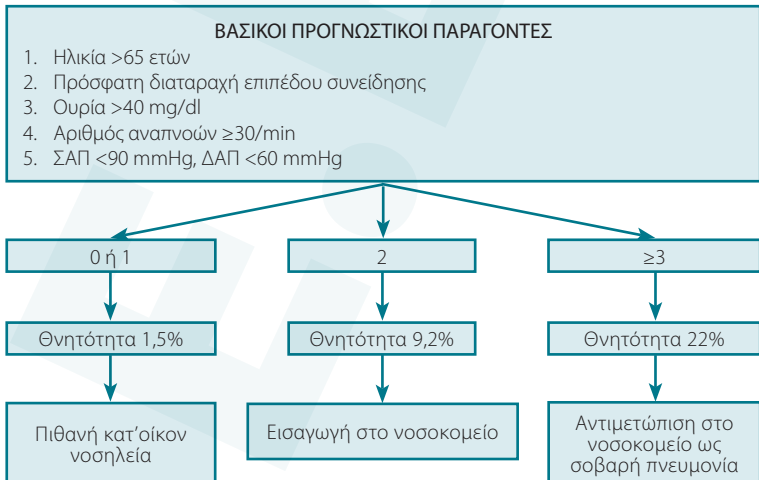 ΒΑΣΙΚΟΙ ΠΡΟΓΝΩΣΤΙΚΟΙ ΠΑΡΑΓΟΝΤΕΣ
1. Ηλικία >65 ετών
2. Πρόσφατη διαταραχή επιπέδου συνείδησης
3. Ουρία >40 mg/dl
4. Αριθμός αναπνοών ≥30/min
5. ΣΑΠ <90 mmHg, ΔΑΠ <60 mmHg
0 ή 1
2
≥3
Θνητότητα 1,5%
Θνητότητα 9,2%
Θνητότητα 22%
Πιθανή κατ’οίκον
νοσηλεία
Εισαγωγή στο νοσοκομείο
Αντιμετώπιση στο
νοσοκομείο ως
σοβαρή πνευμονία